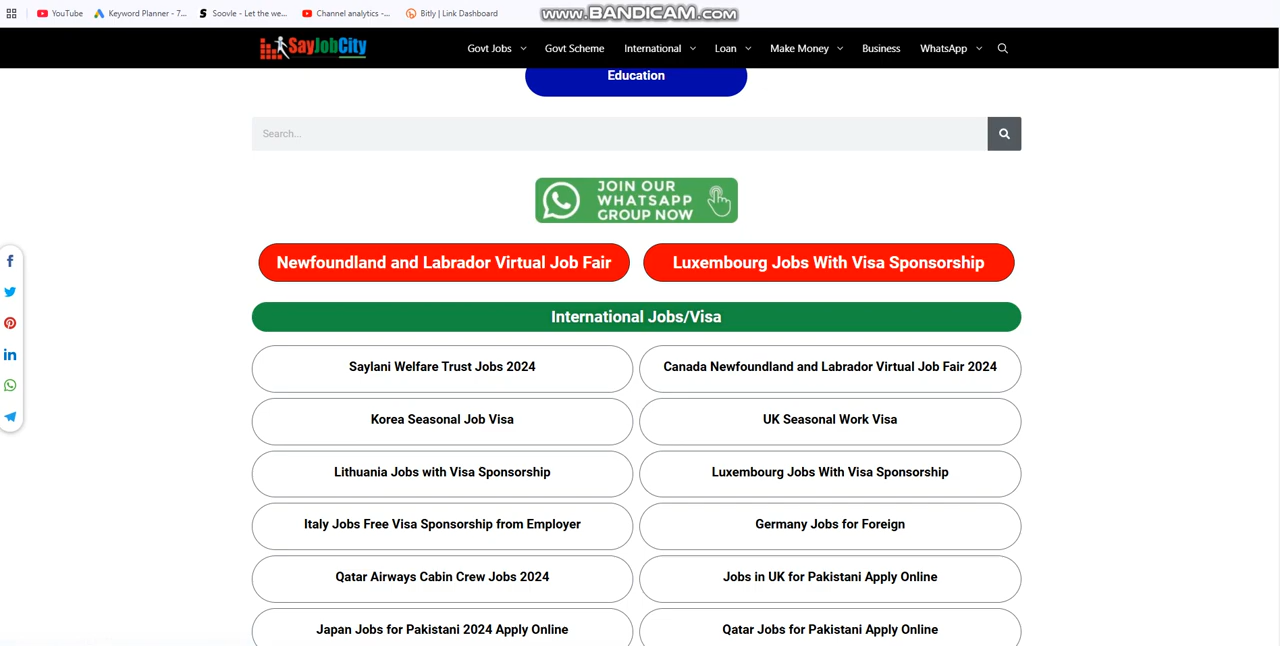 www.BANDICAM.com
YouTube
Keyword Planner - 7...
Soovle - Let the we...
Channel analytics -...
Bitly | Link Dashboard
SayJobCity
Govt Jobs
Govt Scheme
International
Loan
Make Money
Business
WhatsApp
Education
Search...
JOIN OUR
WHATSAPP
GROUP NOW
Newfoundland and Labrador Virtual Job Fair
Luxembourg Jobs With Visa Sponsorship
International Jobs/Visa
Saylani Welfare Trust Jobs 2024
Canada Newfoundland and Labrador Virtual Job Fair 2024
Korea Seasonal Job Visa
UK Seasonal Work Visa
Lithuania Jobs with Visa Sponsorship
Luxembourg Jobs With Visa Sponsorship
Italy Jobs Free Visa Sponsorship from Employer
Germany Jobs for Foreign
Qatar Airways Cabin Crew Jobs 2024
Jobs in UK for Pakistani Apply Online
Japan Jobs for Pakistani 2024 Apply Online
Qatar Jobs for Pakistani Apply Online